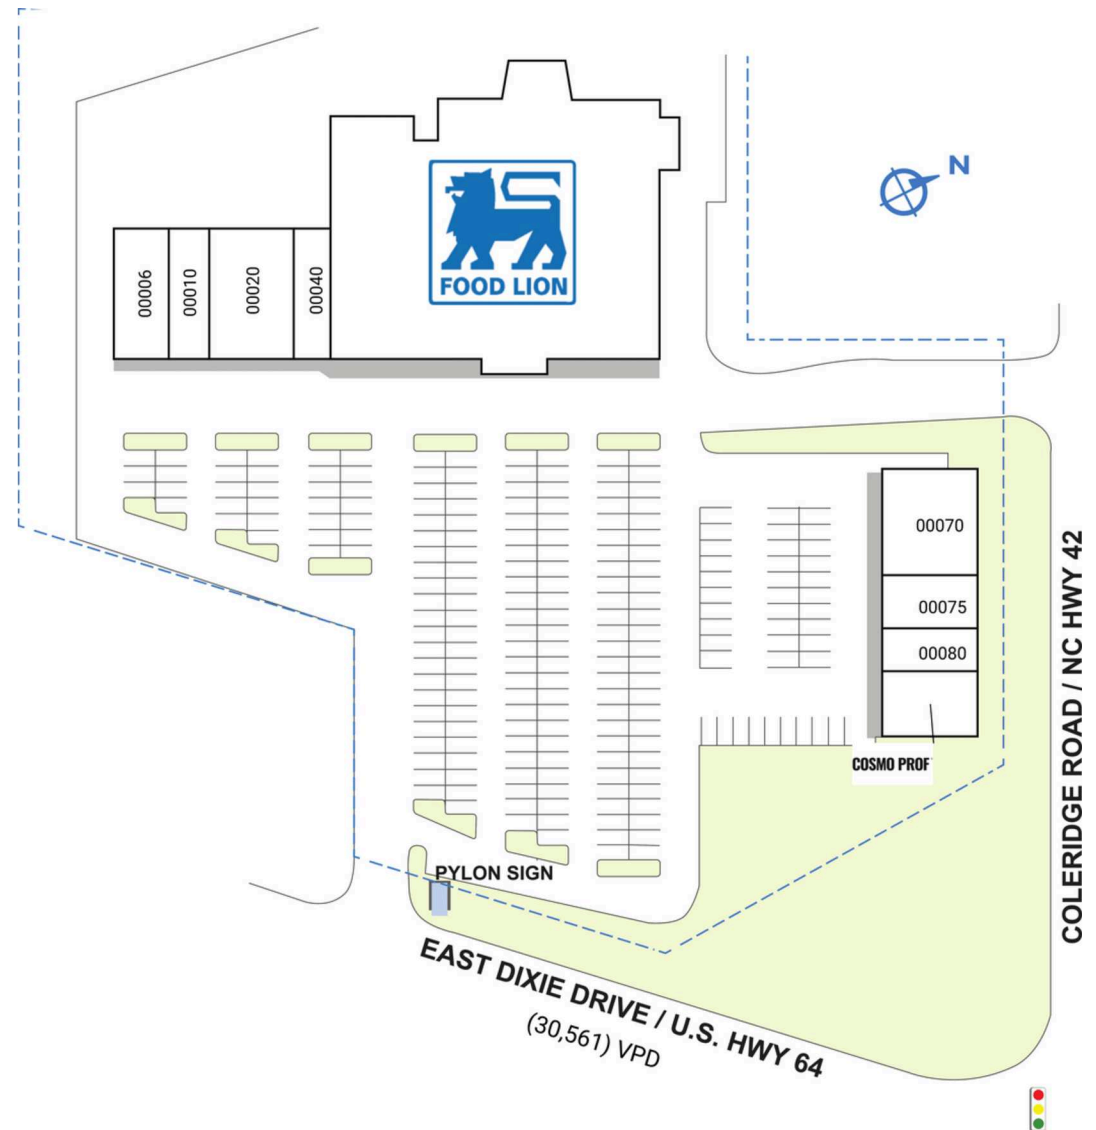 N
FOOD LION
00006
00010
00020
00040
00070
00075
00080
COSMO PROF
PYLON SIGN
EAST DIXIE DRIVE / U.S. HWY 64
(30,561) VPD
COLERIDGE ROAD / NC HWY 42